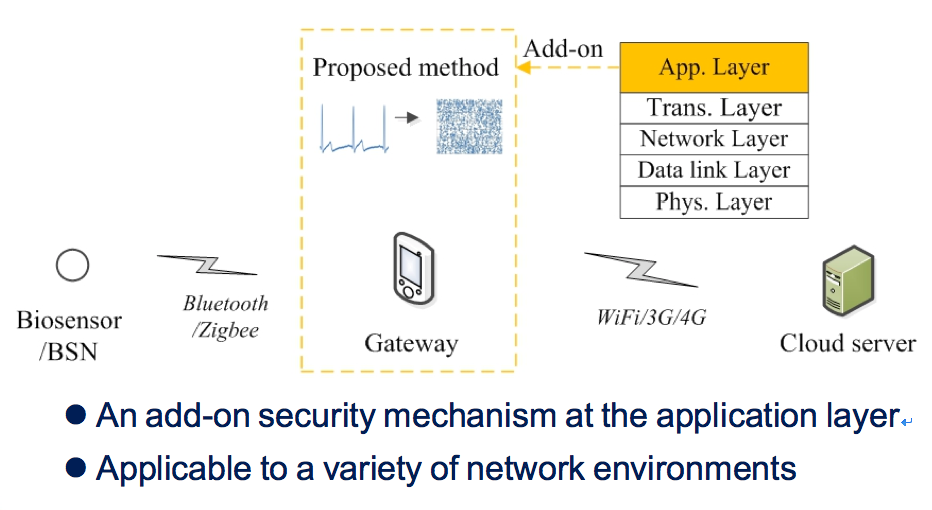 Proposed method
Add-on
App. Layer
Trans. Layer
Network Layer
Data link Layer
Phys. Layer
Biosensor
/BSN
Bluetooth
/Zigbee
Gateway
WiFi/3G/4G
Cloud server
● An add-on security mechanism at the application layer↵
● Applicable to a variety of network environments